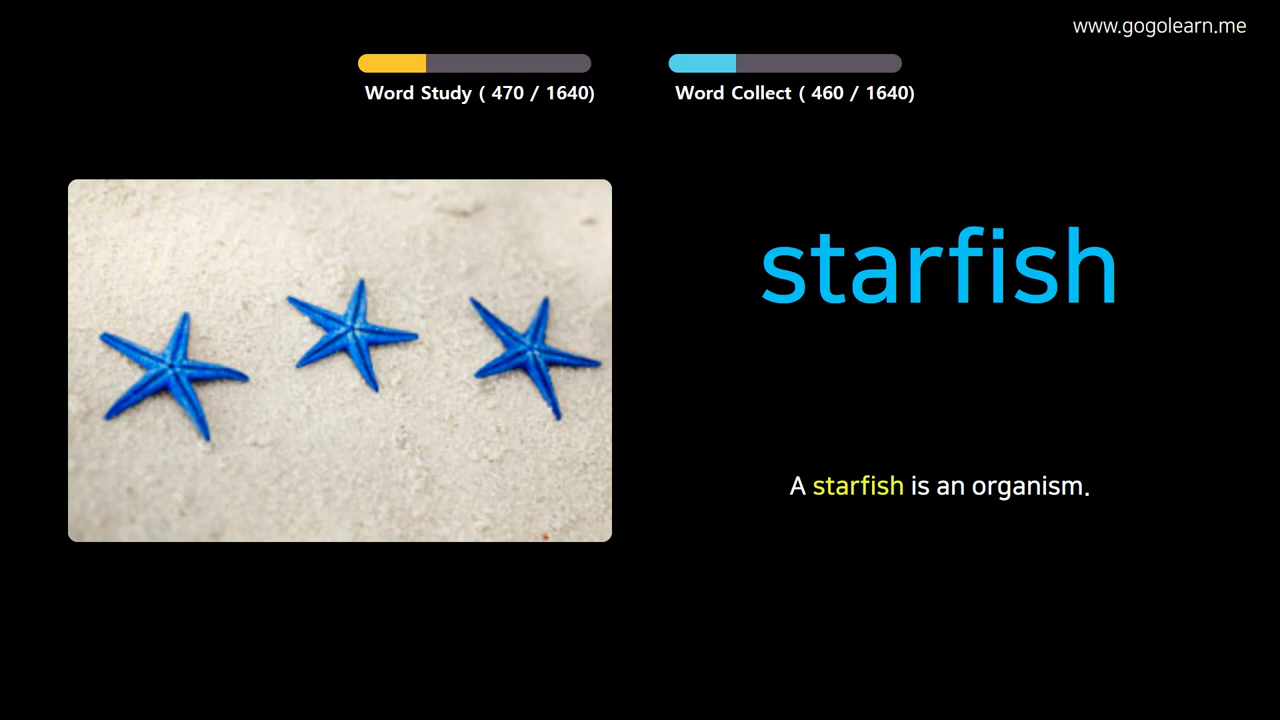 www.gogolearn.me
Word Study ( 470 / 1640)
Word Collect ( 460 / 1640)
starfish
A starfish is an organism.